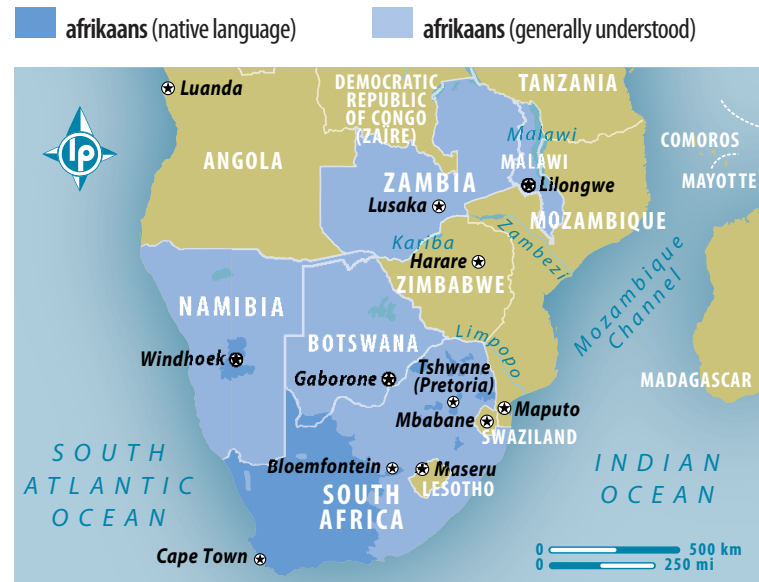 afrikaans (native language)
afrikaans (generally understood)
Luanda
DEMOCRATIC
REPUBLIC
OF CONGO
(ZAÏRE)
TANZANIA
lp
ANGOLA
Malawi
MALAWI
COMOROS
MAYOTTE
ZAMBIA
Lilongwe
Lusaka
MOZAMBIQUE
Kariba
Zambezi
Harare
ZIMBABWE
Mozambique
Channel
NAMIBIA
BOTSWANA
Limpopo
Windhoek
Tshwane
(Pretoria)
Gaborone
MADAGASCAR
Maputo
Mbabane
SWAZILAND
SOUTH
ATLANTIC
OCEAN
Bloemfontein
Maseru
LESOTHO
INDIAN
OCEAN
SOUTH
AFRICA
Cape Town
0 500 km
0 250 mi